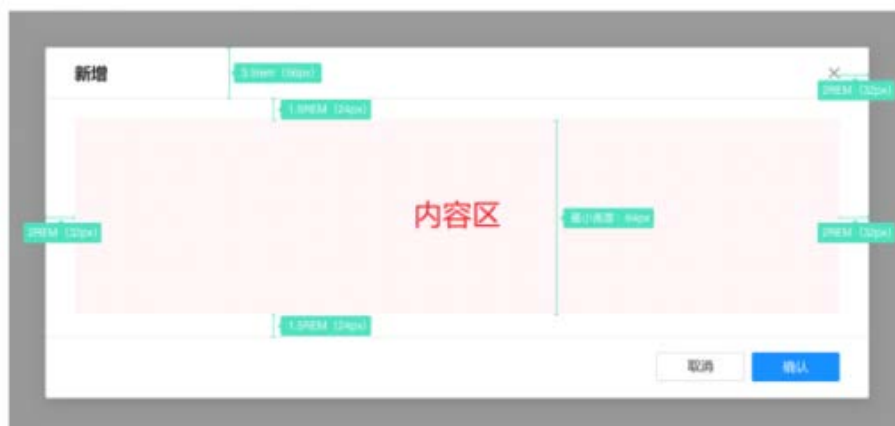 新增
3.5rem（56px）
2REM（32px）
1.5REM（24px）
内容区
最小高度：64px
2REM（32px）
2REM（32px）
1.5REM（24px）
取消
确认